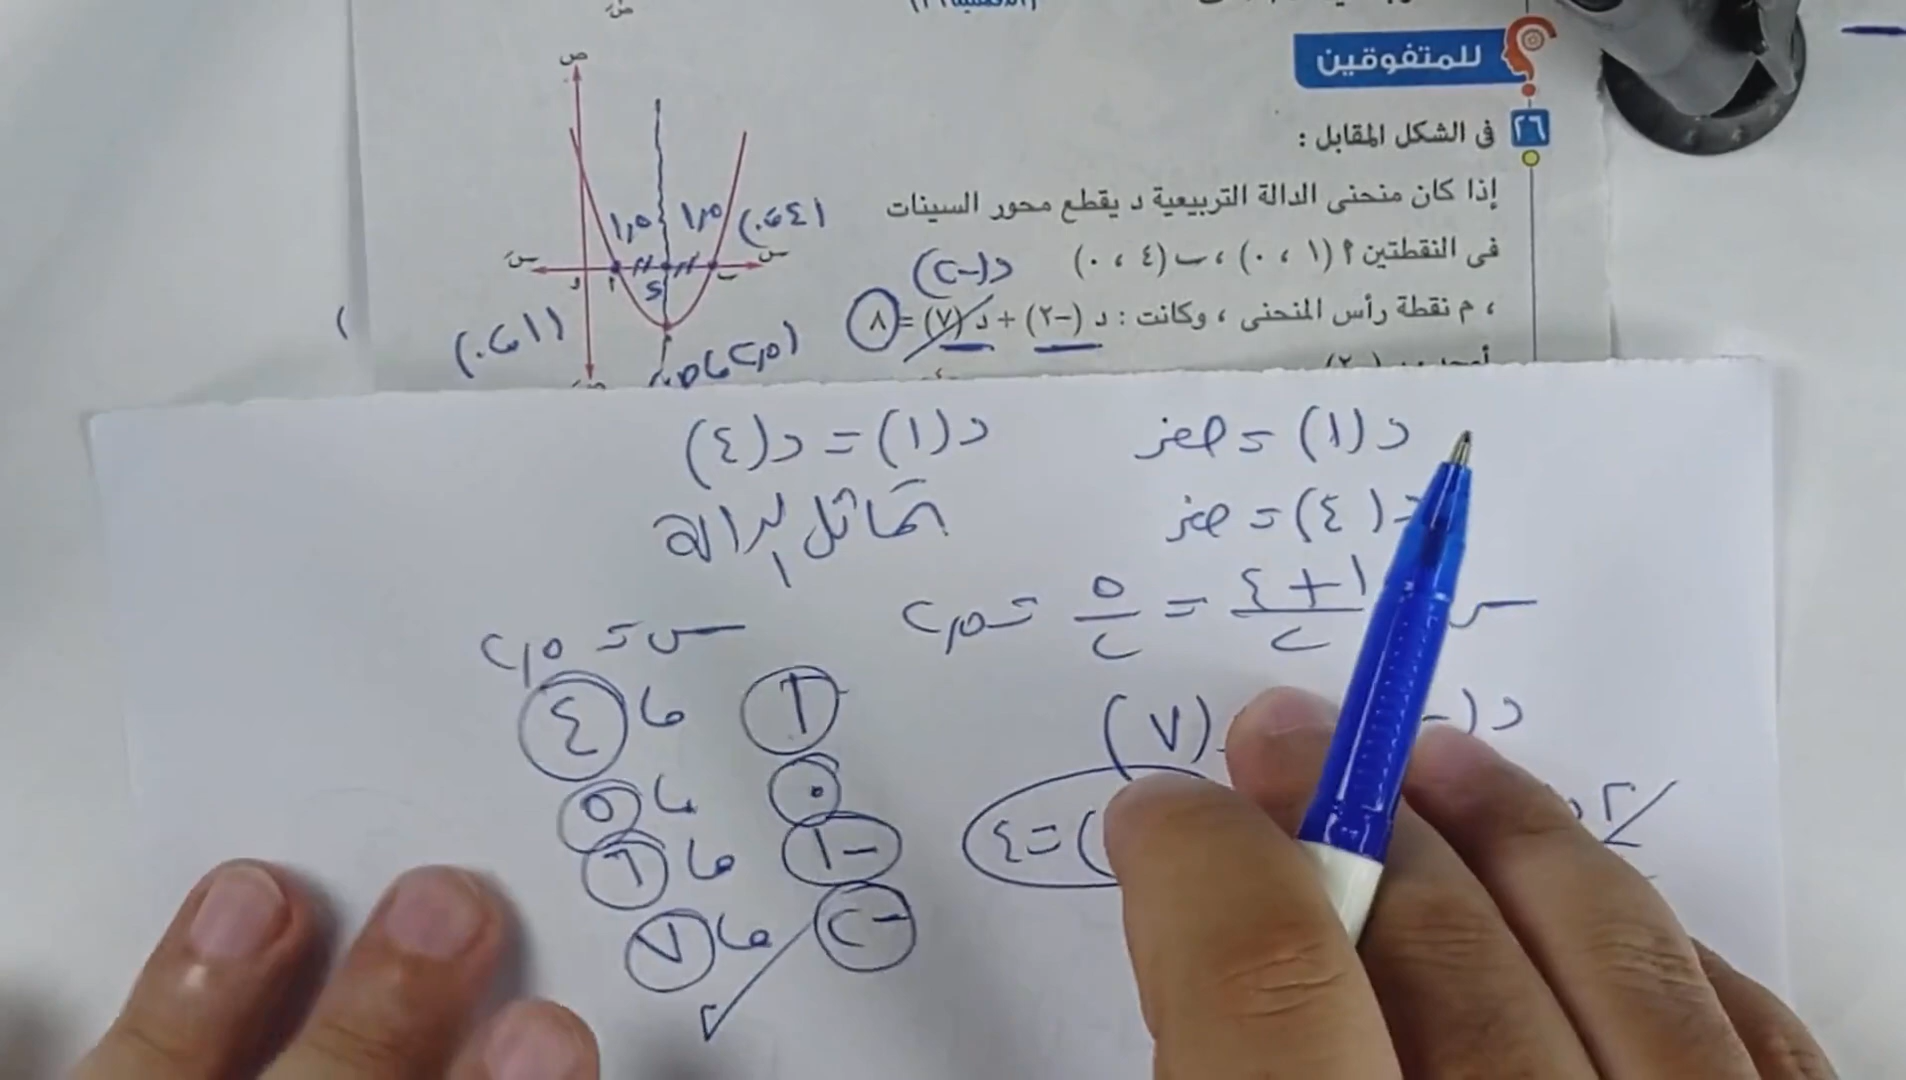 للمتفوقين
٢٦ فى الشكل المقابل :
إذا كان منحنى الدالة التربيعية د يقطع محور السينات
فى النقطتين ٢ (١ ، ٠) ، ب (٤ ، ٠)
، م نقطة رأس المنحنى ، وكانت : د (-٢) + د (٧) = ٨
د(-٢)
ص
١,٥ ١,٥
(٤، ٠)
سَ س
و ٢ ب
(١، ٠)
م
د(١) = صفر
د(١) = د(٤)
(٤) = صفر
تماثل الدالة
س ١+٤/٢ = ٥/٢ = ٢,٥
س = ٢,٥
د(- (٧)
١ ، ٤
٠ ، ٥
-١ ، ٦
-٢ ، ٧
) = ٤